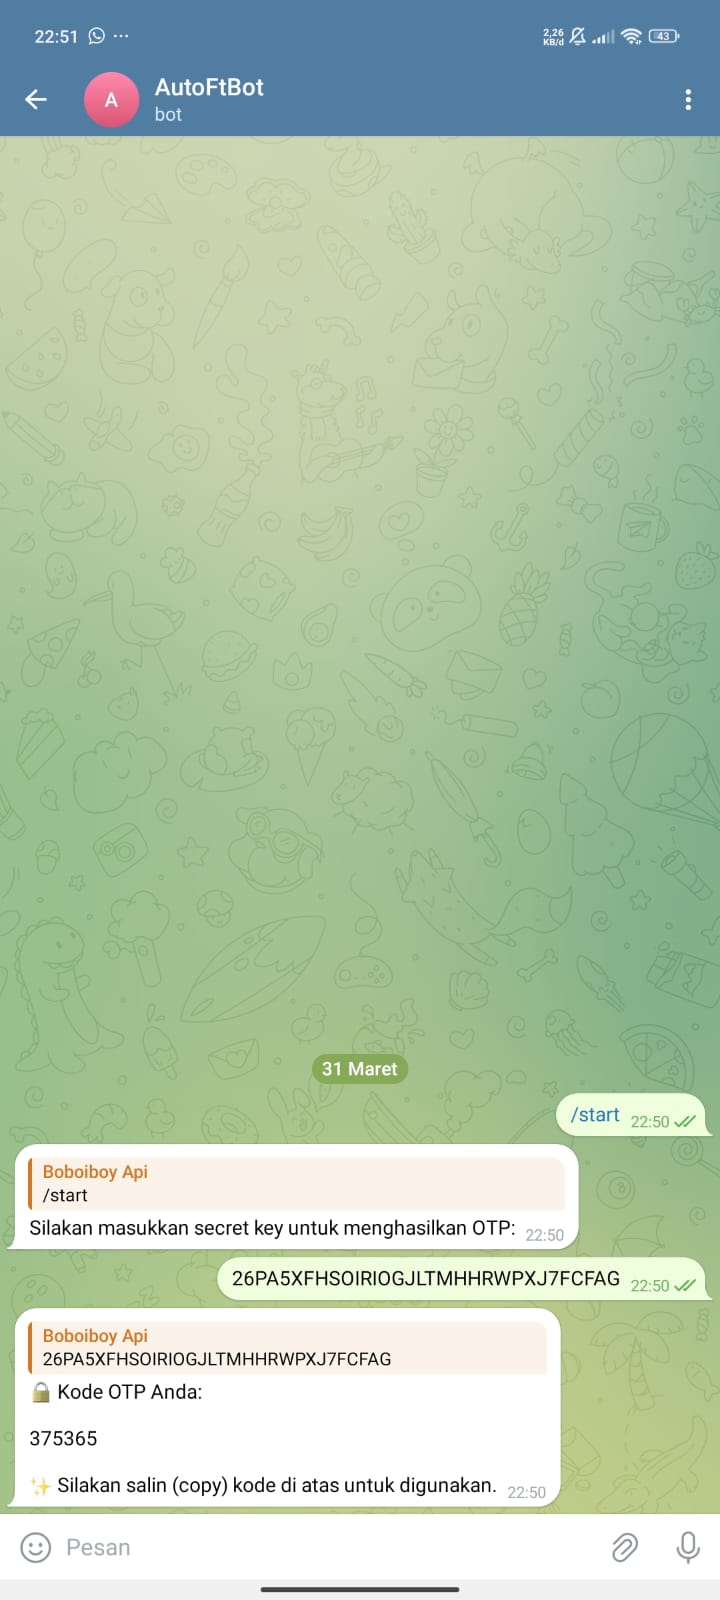 22:51
2,26
KB/d
43
A
AutoFtBot
bot
31 Maret
/start 22:50
Boboiboy Api
/start
Silakan masukkan secret key untuk menghasilkan OTP: 22:50
26PA5XFHSOIRIOGJLTMHHRWPXJ7FCFAG 22:50
Boboiboy Api
26PA5XFHSOIRIOGJLTMHHRWPXJ7FCFAG
🔒 Kode OTP Anda:
375365
✨ Silakan salin (copy) kode di atas untuk digunakan. 22:50
Pesan